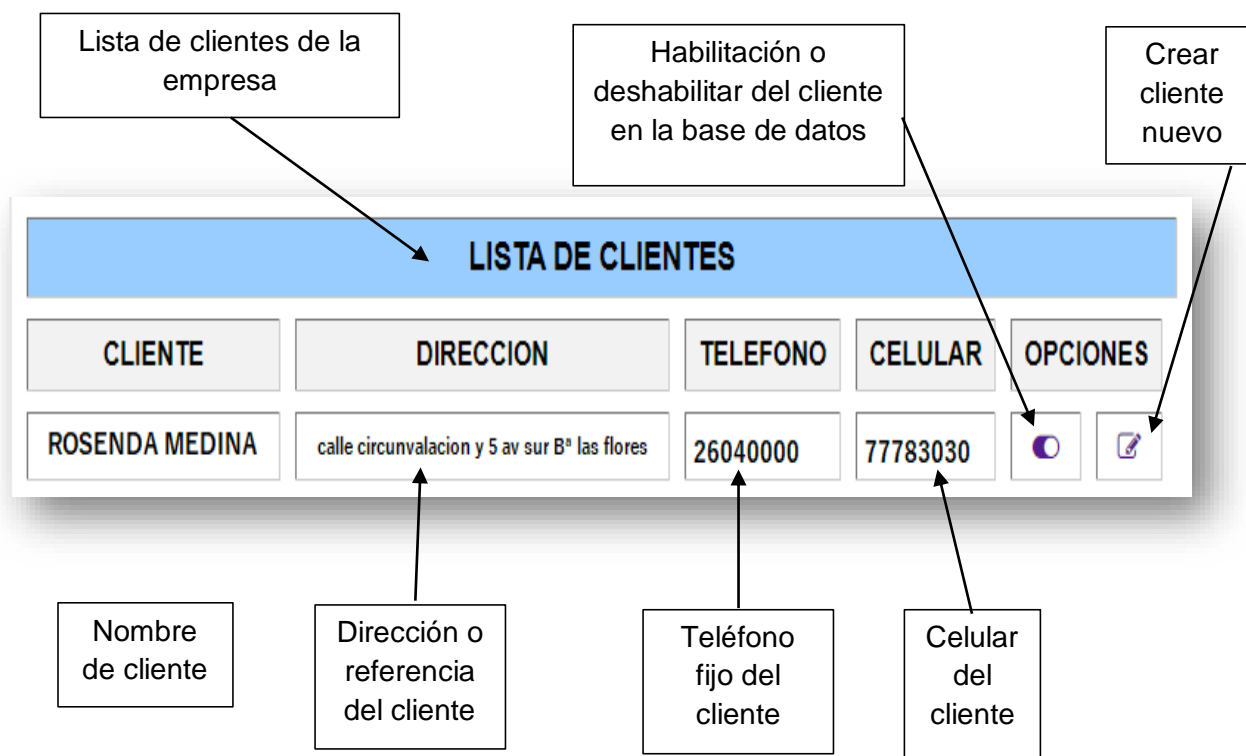 Lista de clientes de la
empresa
Habilitación o
deshabilitar del cliente
en la base de datos
Crear
cliente
nuevo
LISTA DE CLIENTES
CLIENTE
DIRECCION
TELEFONO
CELULAR
OPCIONES
ROSENDA MEDINA
calle circunvalacion y 5 av sur Bª las flores
26040000
77783030
Nombre
de cliente
Dirección o
referencia
del cliente
Teléfono
fijo del
cliente
Celular
del
cliente